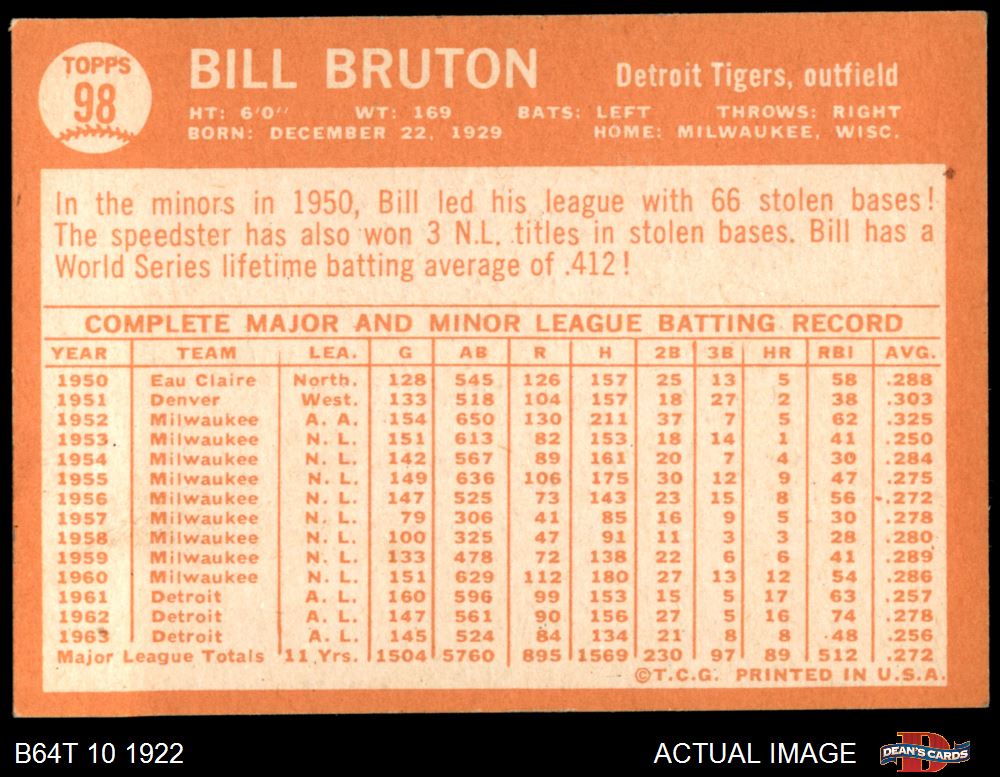 TOPPS
98
BILL BRUTON
Detroit Tigers, outfield
HT: 6'0'' WT: 169 BATS: LEFT THROWS: RIGHT
BORN: DECEMBER 22, 1929 HOME: MILWAUKEE, WISC.
In the minors in 1950, Bill led his league with 66 stolen bases!
The speedster has also won 3 N.L. titles in stolen bases. Bill has a
World Series lifetime batting average of .412!
COMPLETE MAJOR AND MINOR LEAGUE BATTING RECORD
YEAR TEAM LEA. G AB R H 2B 3B HR RBI AVG.
1950 Eau Claire North. 128 545 126 157 25 13 5 58 .288
1951 Denver West. 133 518 104 157 18 27 2 38 .303
1952 Milwaukee A. A. 154 650 130 211 37 7 5 62 .325
1953 Milwaukee N. L. 151 613 82 153 18 14 1 41 .250
1954 Milwaukee N. L. 142 567 89 161 20 7 4 30 .284
1955 Milwaukee N. L. 149 636 106 175 30 12 9 47 .275
1956 Milwaukee N. L. 147 525 73 143 23 15 8 56 .272
1957 Milwaukee N. L. 79 306 41 85 16 9 5 30 .278
1958 Milwaukee N. L. 100 325 47 91 11 3 3 28 .280
1959 Milwaukee N. L. 133 478 72 138 22 6 6 41 .289
1960 Milwaukee N. L. 151 629 112 180 27 13 12 54 .286
1961 Detroit A. L. 160 596 99 153 15 5 17 63 .257
1962 Detroit A. L. 147 561 90 156 27 5 16 74 .278
1963 Detroit A. L. 145 524 84 134 21 8 8 48 .256
Major League Totals 11 Yrs. 1504 5760 895 1569 230 97 89 512 .272
©T.C.G. PRINTED IN U.S.A.
B64T 10 1922
ACTUAL IMAGE
DEAN'S CARDS